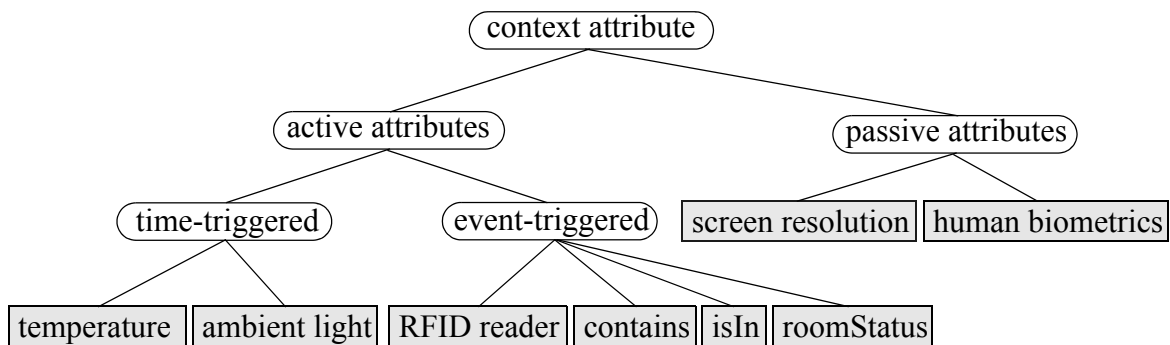 context attribute
active attributes
passive attributes
time-triggered
event-triggered
screen resolution
human biometrics
temperature
ambient light
RFID reader
contains
isIn
roomStatus